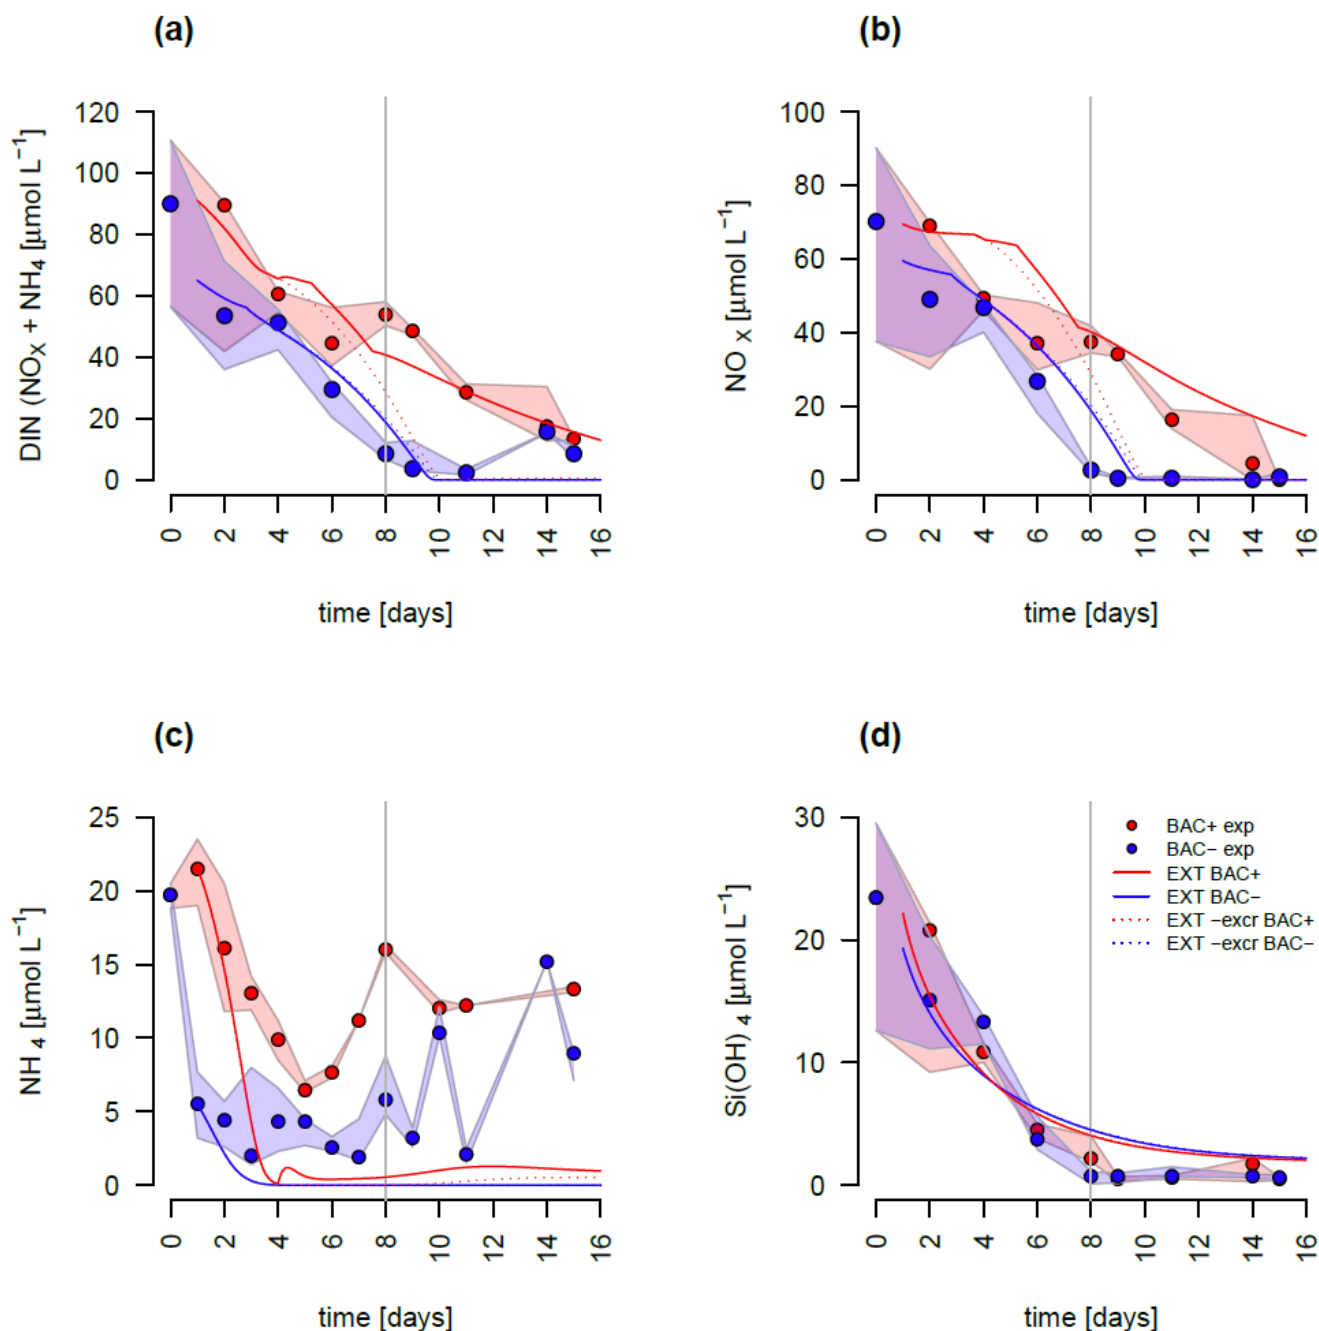 (a)
DIN (NOX + NH4 [µmol L−1]
120
100
80
60
40
20
0
0 2 4 6 8 10 12 14 16
time [days]
(b)
NO X [µmol L−1]
100
80
60
40
20
0
0 2 4 6 8 10 12 14 16
time [days]
(c)
NH 4 [µmol L−1]
25
20
15
10
5
0
0 2 4 6 8 10 12 14 16
time [days]
(d)
Si(OH) 4 [µmol L−1]
30
20
10
0
0 2 4 6 8 10 12 14 16
time [days]
BAC+ exp
BAC− exp
EXT BAC+
EXT BAC−
EXT −excr BAC+
EXT −excr BAC−